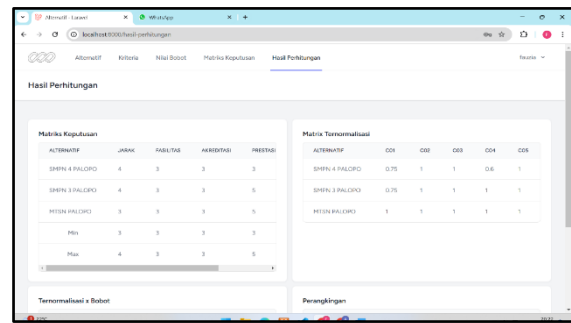 Alternatif - Laravel
WhatsApp
localhost:8000/hasil-perhitungan
Alternatif Kriteria Nilai Bobot Matriks Keputusan Hasil Perhitungan
Hasil Perhitungan
Matriks Keputusan
ALTERNATIF JARAK FASILITAS AKREDITASI PRESTASI
SMPN 4 PALOPO 4 3 3 3
SMPN 3 PALOPO 4 3 3 5
MTSN PALOPO 3 3 3 5
Min 3 3 3 3
Max 4 3 3 5
Matrix Ternormalisasi
ALTERNATIF C01 C02 C03 C04 C05
SMPN 4 PALOPO 0.75 1 1 0.6 1
SMPN 3 PALOPO 0.75 1 1 1 1
MTSN PALOPO 1 1 1 1 1
Ternormalisasi x Bobot
Perangkingan